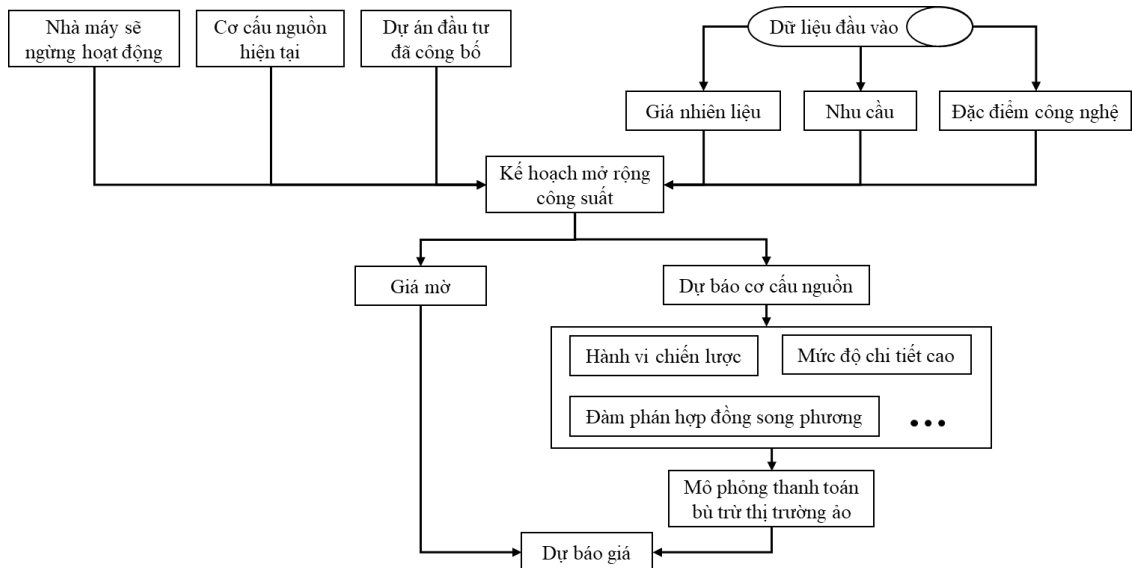 Nhà máy sẽ
ngừng hoạt động
Cơ cấu nguồn
hiện tại
Dự án đầu tư
đã công bố
Dữ liệu đầu vào
Giá nhiên liệu
Nhu cầu
Đặc điểm công nghệ
Kế hoạch mở rộng
công suất
Giá mờ
Dự báo cơ cấu nguồn
Hành vi chiến lược
Mức độ chi tiết cao
Đàm phán hợp đồng song phương
...
Mô phỏng thanh toán
bù trừ thị trường ảo
Dự báo giá